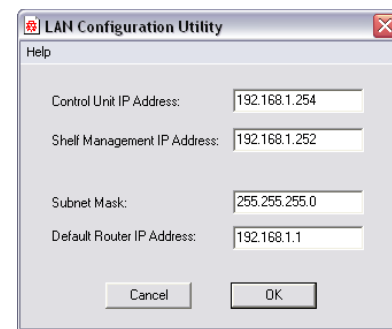 LAN Configuration Utility
Help
Control Unit IP Address: 192.168.1.254
Shelf Management IP Address: 192.168.1.252
Subnet Mask: 255.255.255.0
Default Router IP Address: 192.168.1.1
Cancel OK